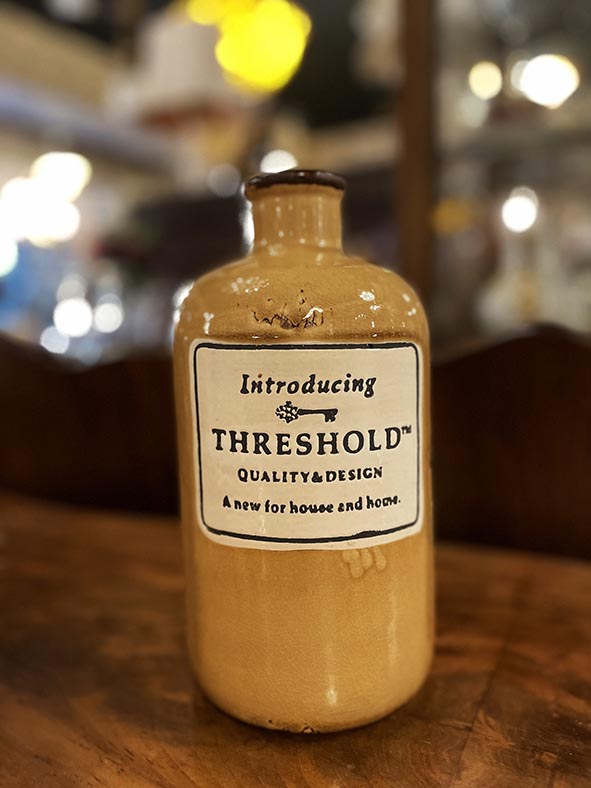 Introducing
THRESHOLD™
QUALITY&DESIGN
A new for house and home.